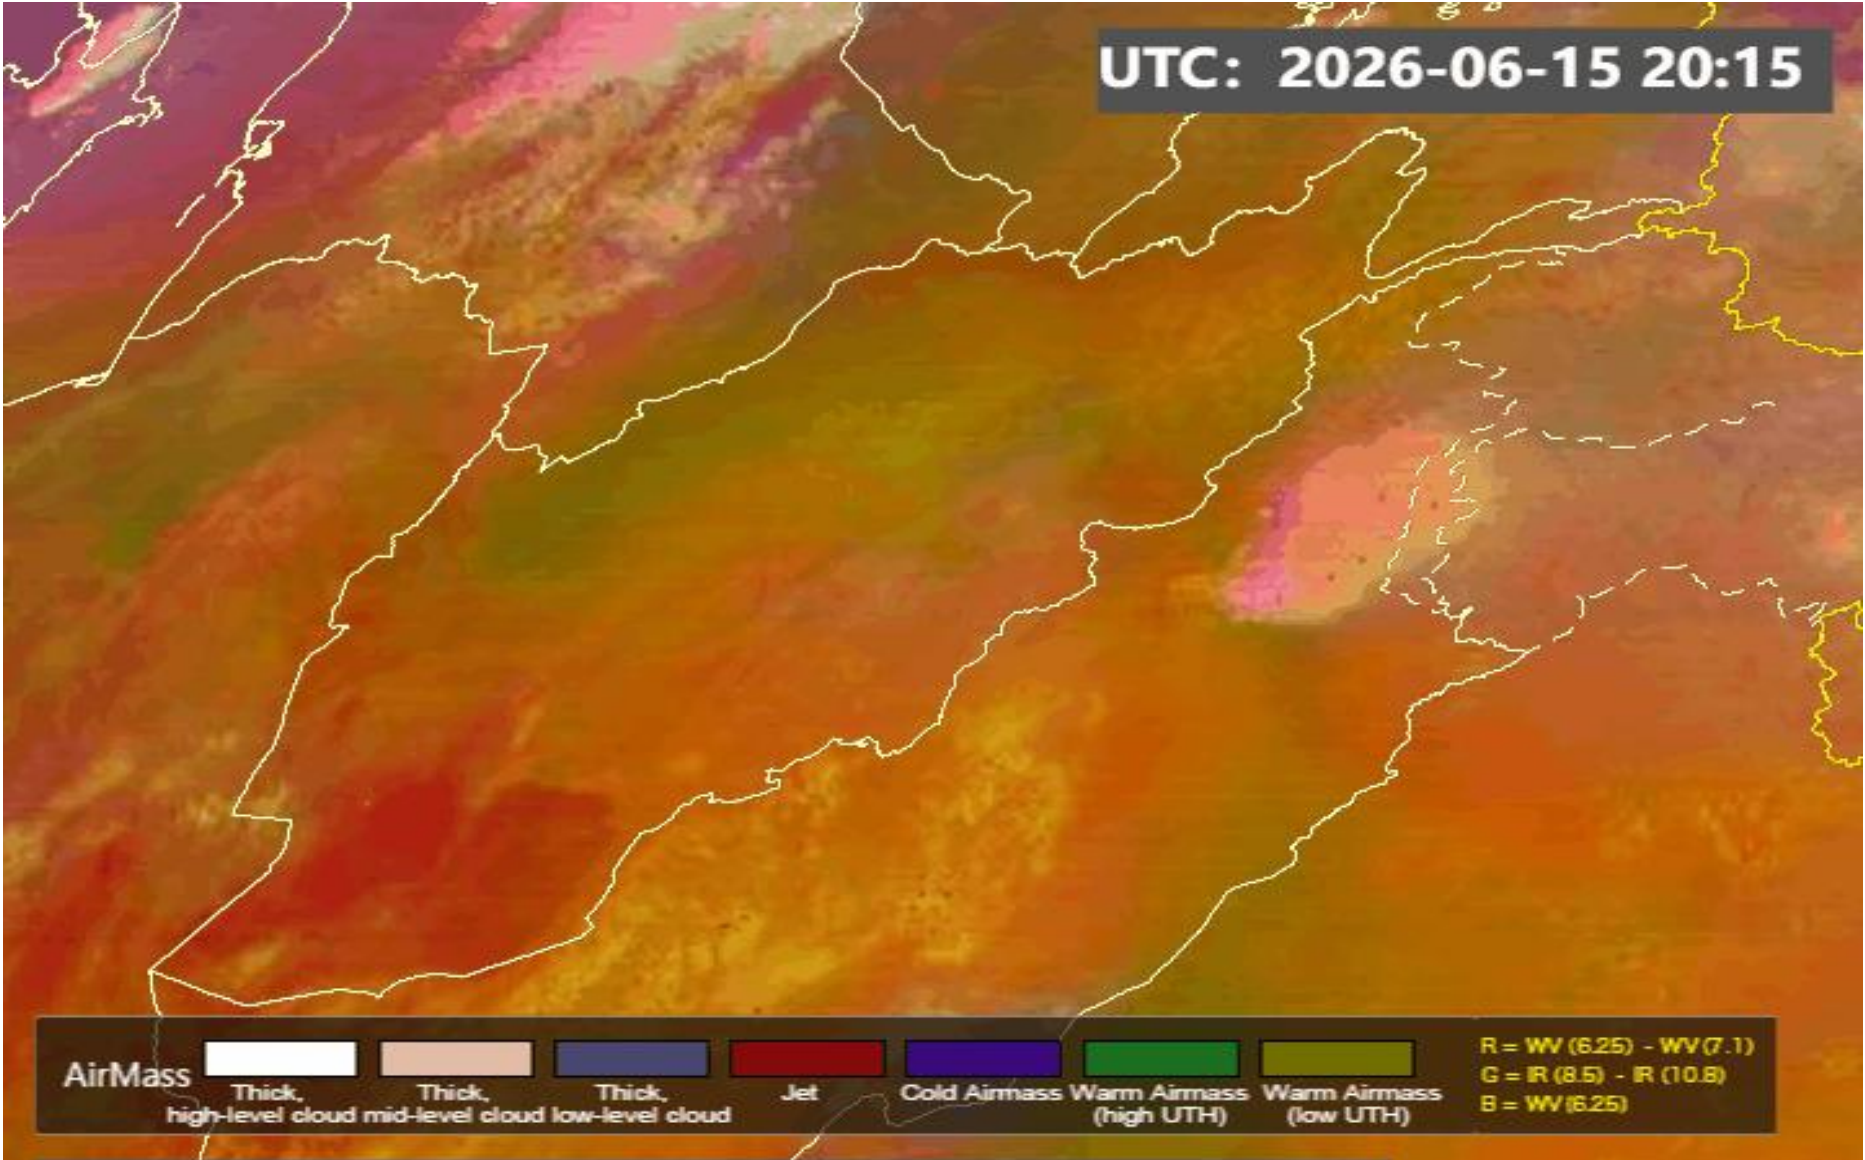 UTC: 2026-06-15 20:15
AirMass
Thick, high-level cloud
Thick, mid-level cloud
Thick, low-level cloud
Jet
Cold Airmass
Warm Airmass (high UTH)
Warm Airmass (low UTH)
R = WV (6.25) - WV (7.1)
G = IR (8.5) - IR (10.8)
B = WV (6.25)